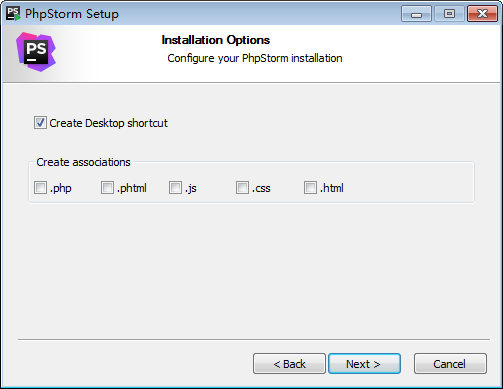 PS PhpStorm Setup
PS
Installation Options
Configure your PhpStorm installation
Create Desktop shortcut
Create associations
.php .phtml .js .css .html
< Back Next > Cancel